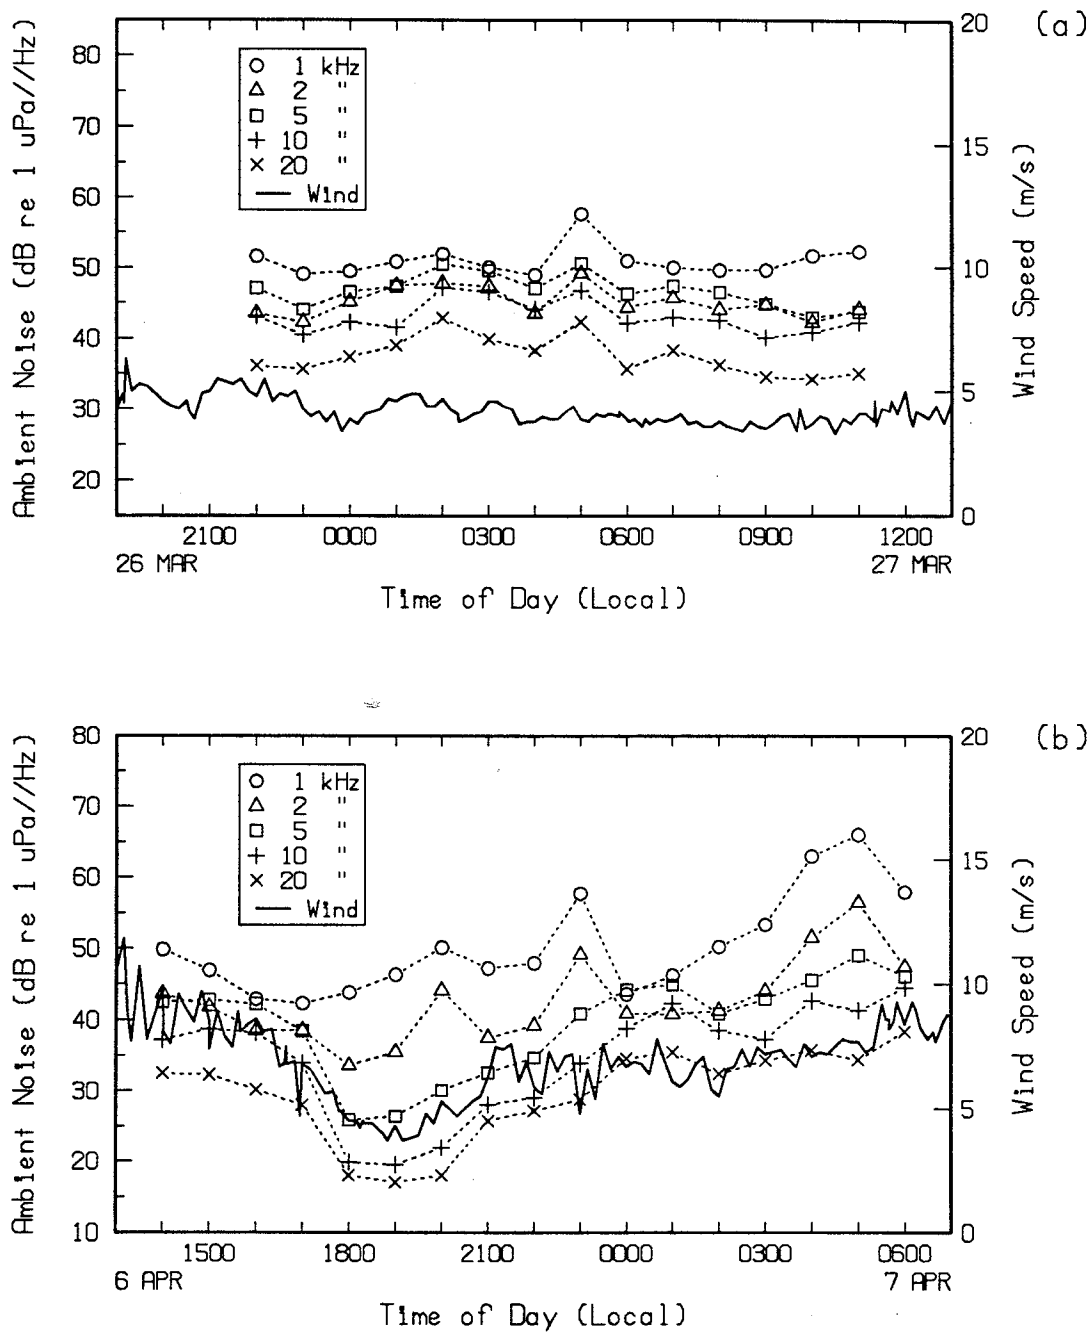 (a)
Ambient Noise (dB re 1 uPa//Hz)
80
70
60
50
40
30
20
1 kHz
2 "
5 "
10 "
20 "
Wind
20
15
10
5
0
Wind Speed (m/s)
2100 0000 0300 0600 0900 1200
26 MAR 27 MAR
Time of Day (Local)
(b)
Ambient Noise (dB re 1 uPa//Hz)
80
70
60
50
40
30
20
10
1 kHz
2 "
5 "
10 "
20 "
Wind
20
15
10
5
0
Wind Speed (m/s)
1500 1800 2100 0000 0300 0600
6 APR 7 APR
Time of Day (Local)